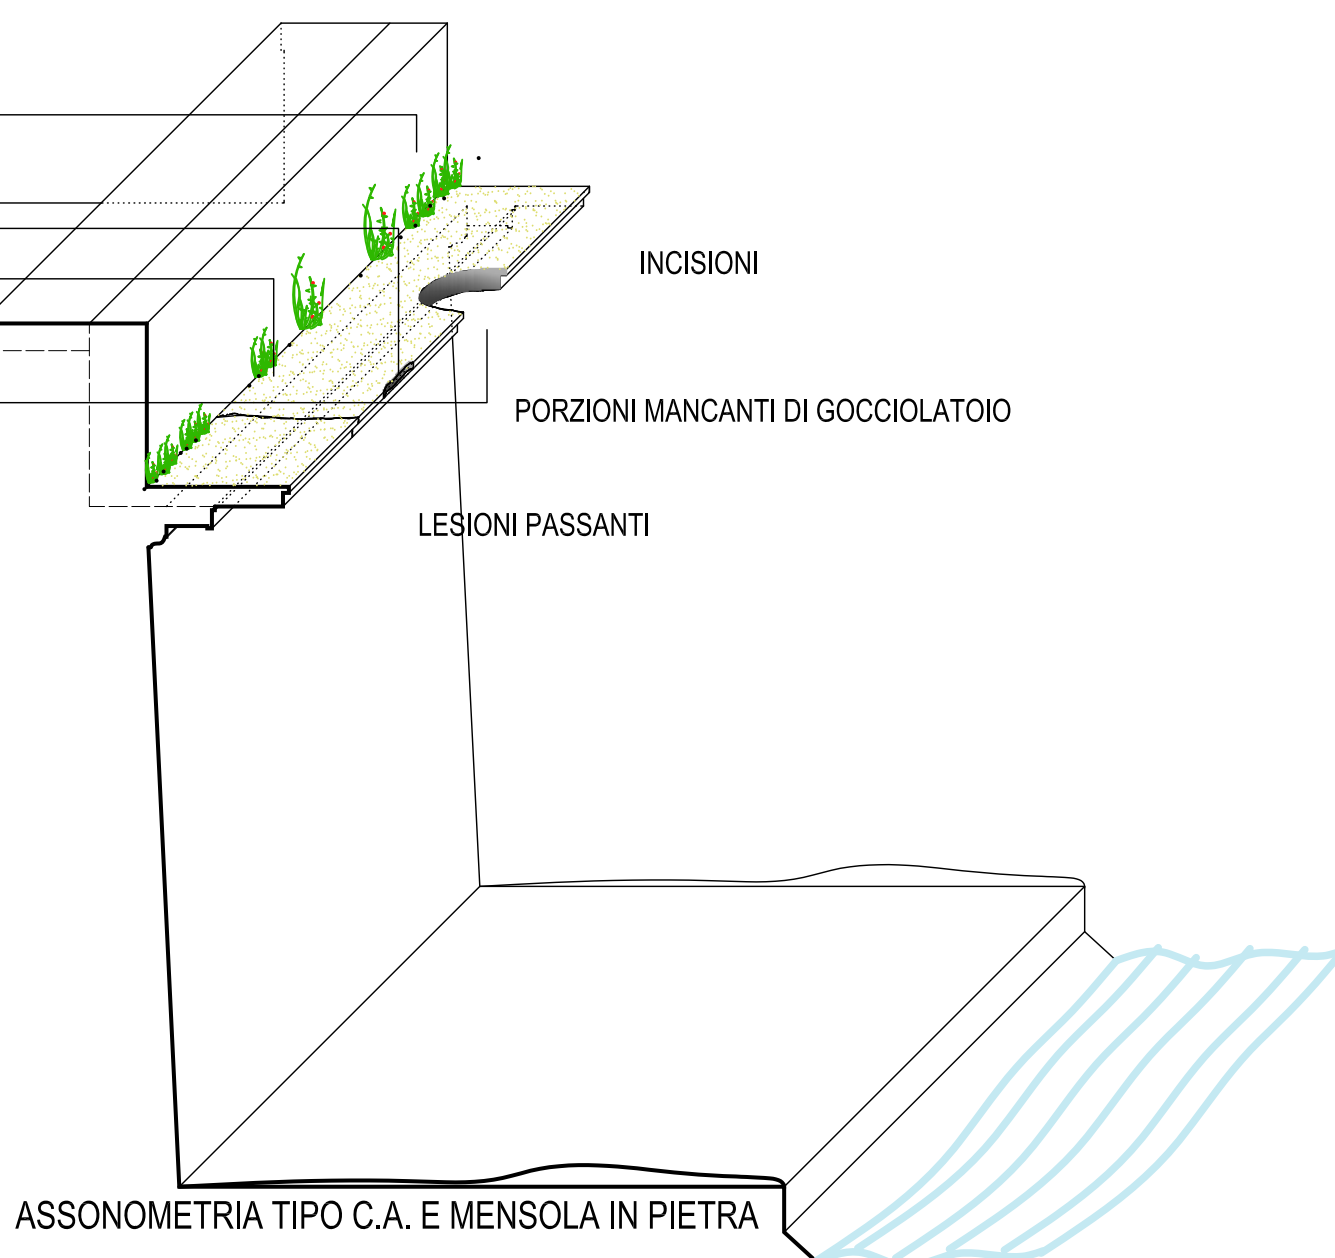 INCISIONI
PORZIONI MANCANTI DI GOCCIOLATOIO
LESIONI PASSANTI
ASSONOMETRIA TIPO C.A. E MENSOLA IN PIETRA